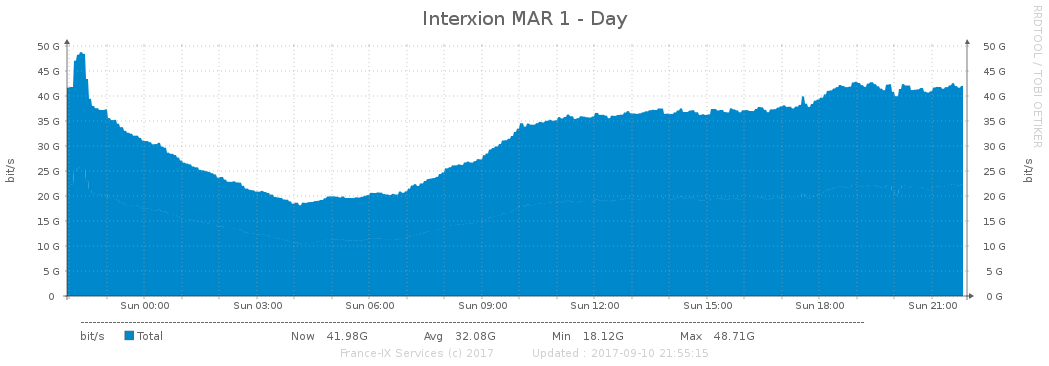 Interxion MAR 1 - Day
RRDTOOL / TOBI OETIKER
50 G 50 G
45 G 45 G
40 G 40 G
35 G 35 G
30 G 30 G
25 G 25 G
20 G 20 G
15 G 15 G
10 G 10 G
5 G 5 G
0 0 G
bit/s
bit/s
Sun 00:00 Sun 03:00 Sun 06:00 Sun 09:00 Sun 12:00 Sun 15:00 Sun 18:00 Sun 21:00
bit/s Total Now 41.98G Avg 32.08G Min 18.12G Max 48.71G
France-IX Services (c) 2017 Updated : 2017-09-10 21:55:15